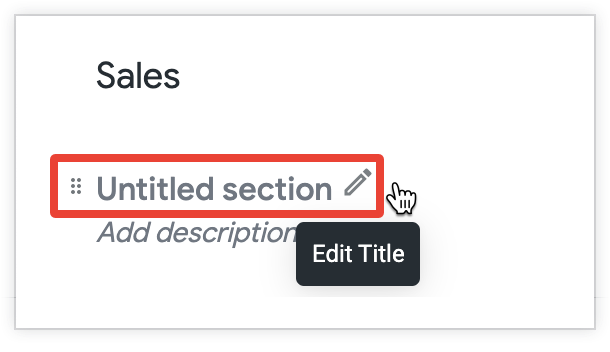 Sales
Untitled section
Add description
Edit Title